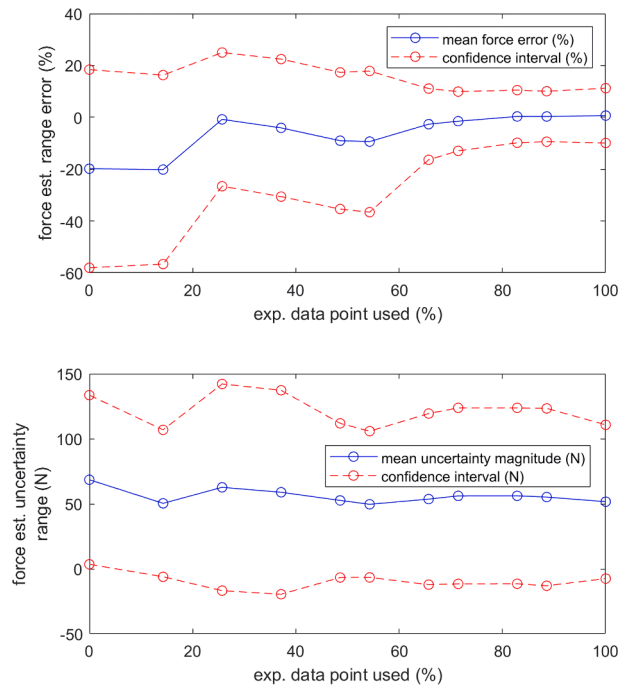 force est. range error (%)
40
20
0
-20
-40
-60
mean force error (%)
confidence interval (%)
0 20 40 60 80 100
exp. data point used (%)
force est. uncertainty
range (N)
150
100
50
0
-50
mean uncertainty magnitude (N)
confidence interval (N)
0 20 40 60 80 100
exp. data point used (%)